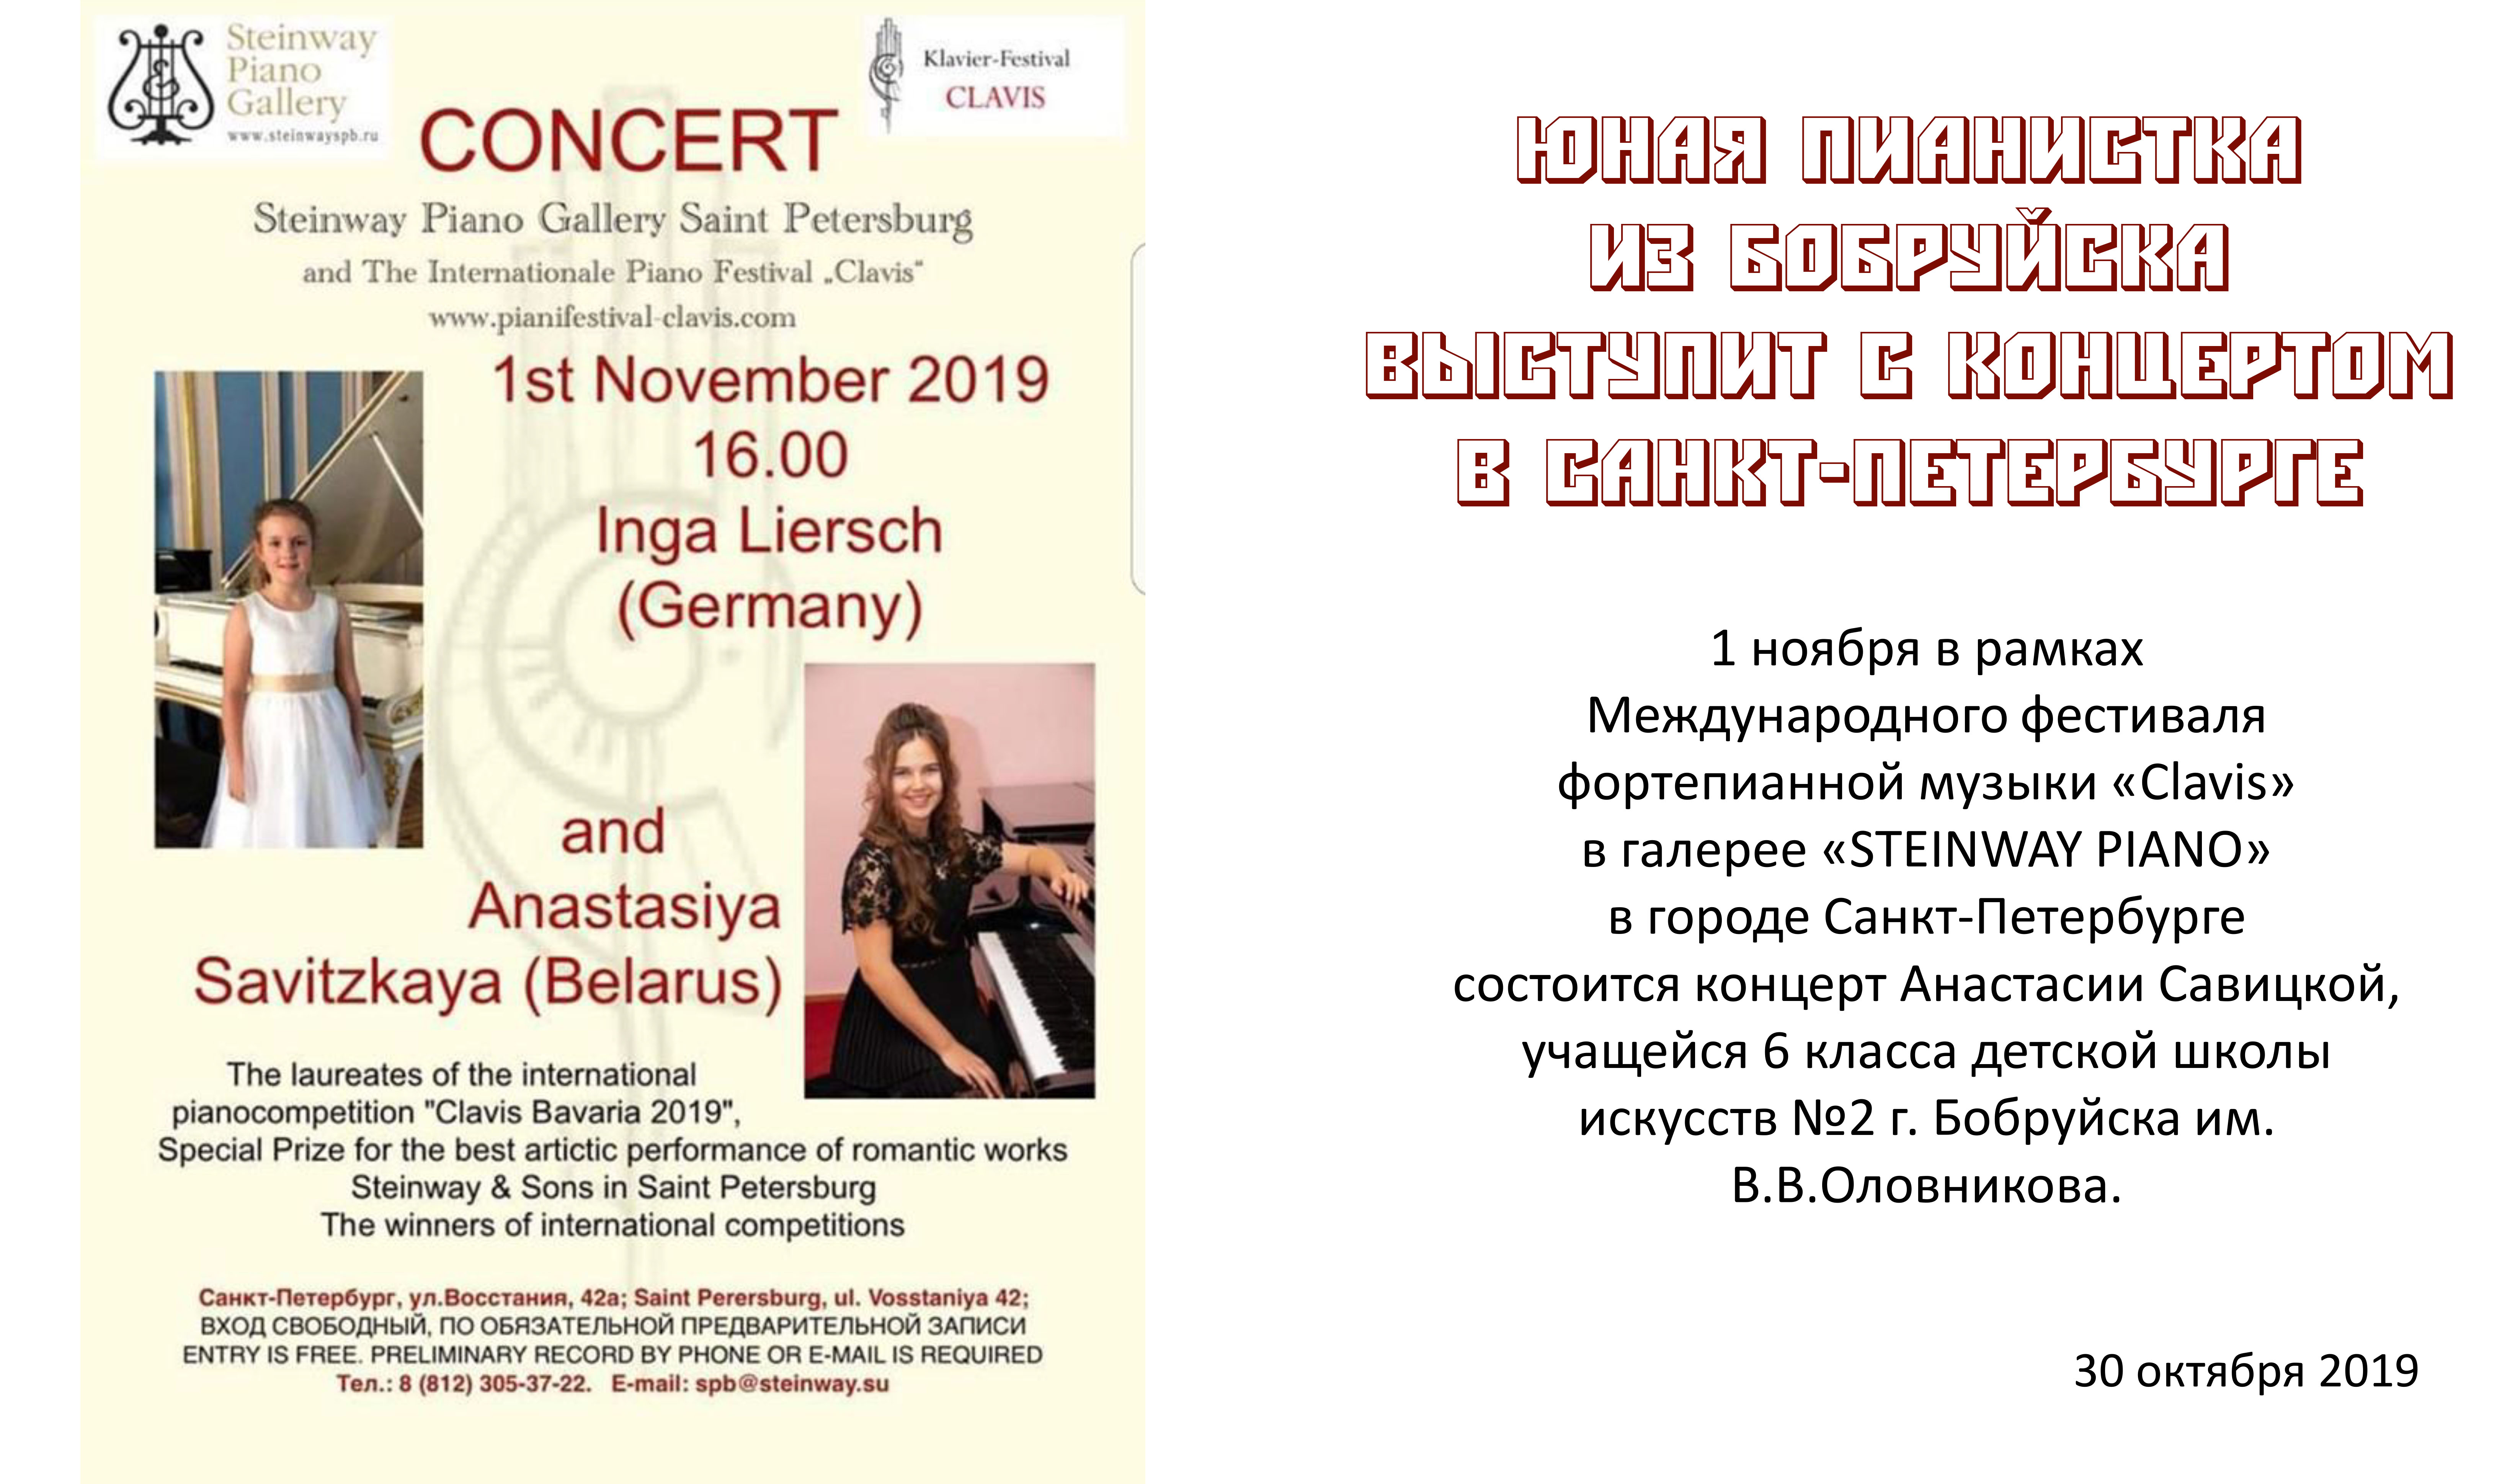 Steinway
Piano
Gallery
www.steinwayspb.ru
Klavier-Festival
CLAVIS
CONCERT
Steinway Piano Gallery Saint Petersburg
and The Internationale Piano Festival „Clavis“
www.pianifestival-clavis.com
1st November 2019
16.00
Inga Liersch
(Germany)
and
Anastasiya
Savitzkaya (Belarus)
The laureates of the international
pianocompetition "Clavis Bavaria 2019",
Special Prize for the best artictic performance of romantic works
Steinway & Sons in Saint Petersburg
The winners of international competitions
Санкт-Петербург, ул.Восстания, 42а; Saint Perersburg, ul. Vosstaniya 42;
ВХОД СВОБОДНЫЙ, ПО ОБЯЗАТЕЛЬНОЙ ПРЕДВАРИТЕЛЬНОЙ ЗАПИСИ
ENTRY IS FREE. PRELIMINARY RECORD BY PHONE OR E-MAIL IS REQUIRED
Тел.: 8 (812) 305-37-22. E-mail: spb@steinway.su
ЮНАЯ ПИАНИСТКА
ИЗ БОБРУЙСКА
ВЫСТУПИТ С КОНЦЕРТОМ
В САНКТ-ПЕТЕРБУРГЕ
1 ноября в рамках
Международного фестиваля
фортепианной музыки «Clavis»
в галерее «STEINWAY PIANO»
в городе Санкт-Петербурге
состоится концерт Анастасии Савицкой,
учащейся 6 класса детской школы
искусств №2 г. Бобруйска им.
В.В.Оловникова.
30 октября 2019